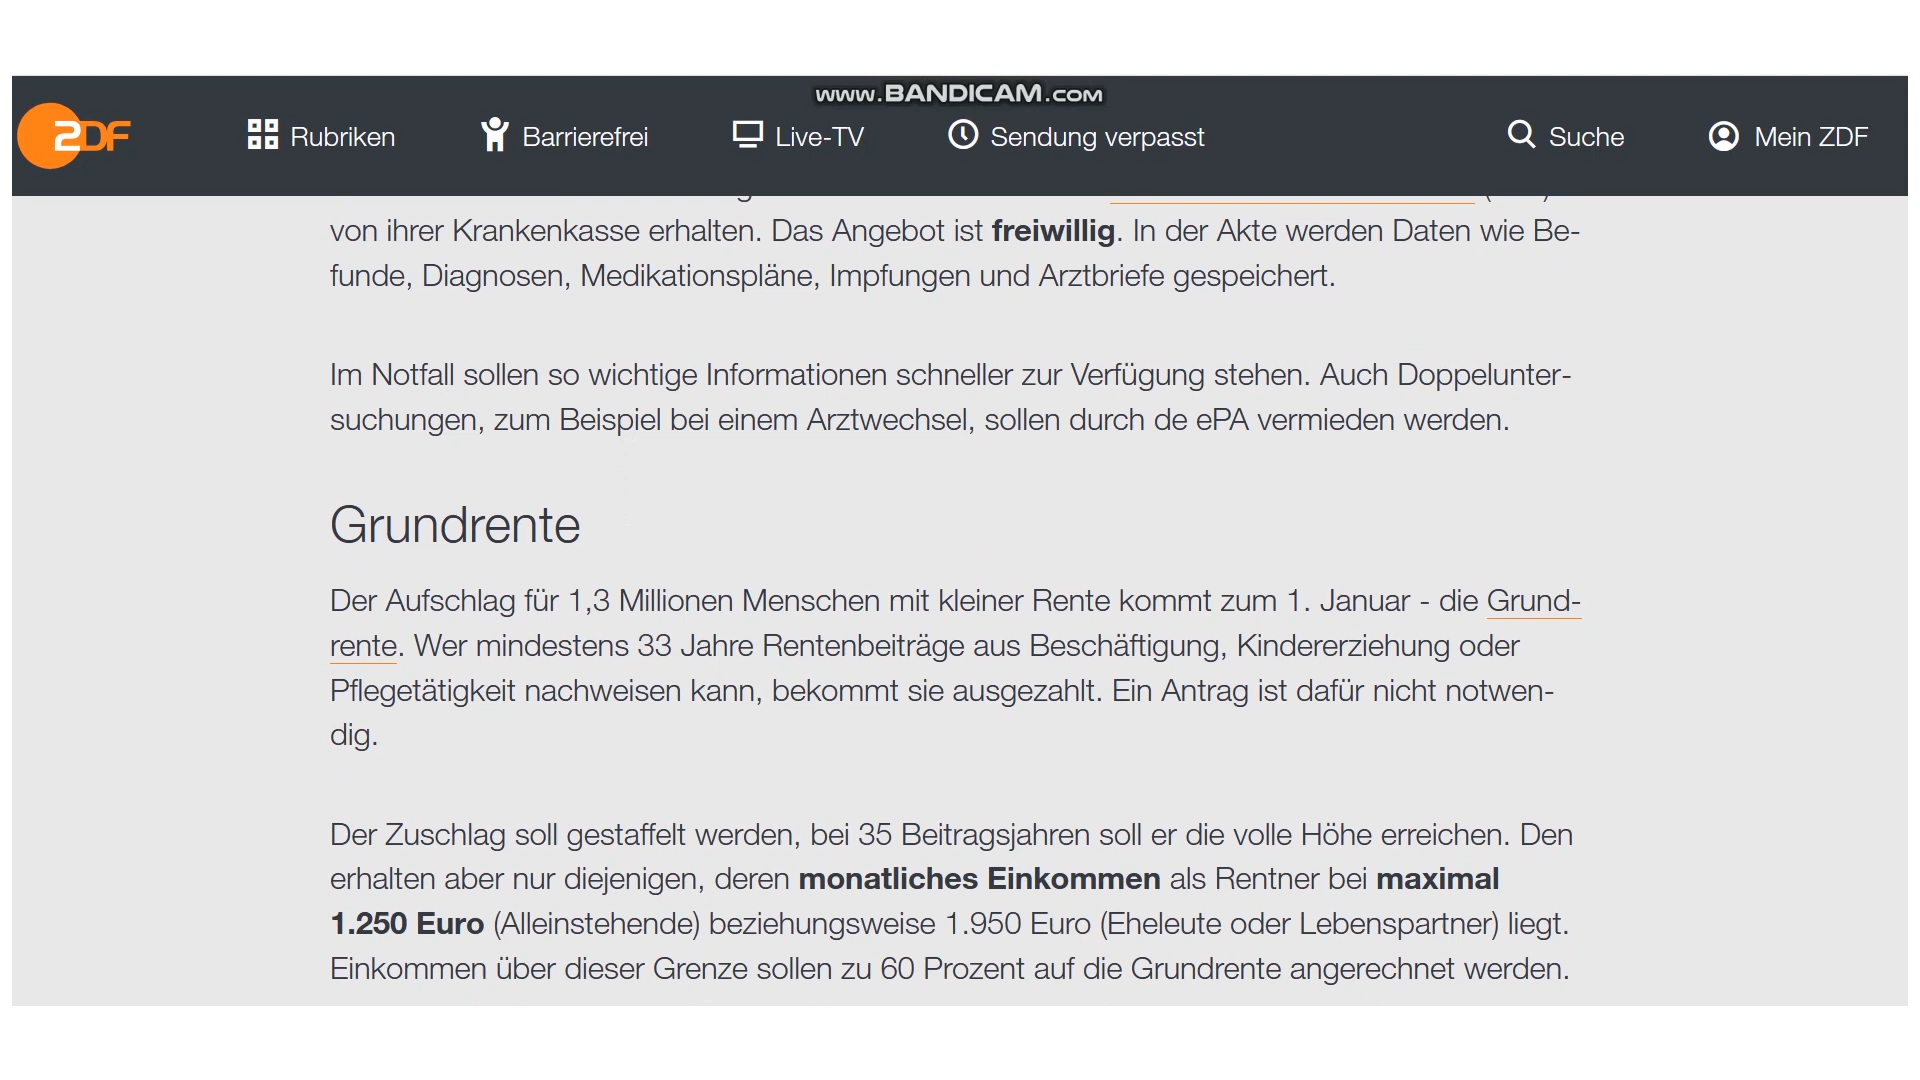 www.BANDICAM.com
ZDF Rubriken Barrierefrei Live-TV Sendung verpasst Suche Mein ZDF
von ihrer Krankenkasse erhalten. Das Angebot ist freiwillig. In der Akte werden Daten wie Be-
funde, Diagnosen, Medikationspläne, Impfungen und Arztbriefe gespeichert.
Im Notfall sollen so wichtige Informationen schneller zur Verfügung stehen. Auch Doppelunter-
suchungen, zum Beispiel bei einem Arztwechsel, sollen durch de ePA vermieden werden.
Grundrente
Der Aufschlag für 1,3 Millionen Menschen mit kleiner Rente kommt zum 1. Januar - die Grund-
rente. Wer mindestens 33 Jahre Rentenbeiträge aus Beschäftigung, Kindererziehung oder
Pflegetätigkeit nachweisen kann, bekommt sie ausgezahlt. Ein Antrag ist dafür nicht notwen-
dig.
Der Zuschlag soll gestaffelt werden, bei 35 Beitragsjahren soll er die volle Höhe erreichen. Den
erhalten aber nur diejenigen, deren monatliches Einkommen als Rentner bei maximal
1.250 Euro (Alleinstehende) beziehungsweise 1.950 Euro (Eheleute oder Lebenspartner) liegt.
Einkommen über dieser Grenze sollen zu 60 Prozent auf die Grundrente angerechnet werden.